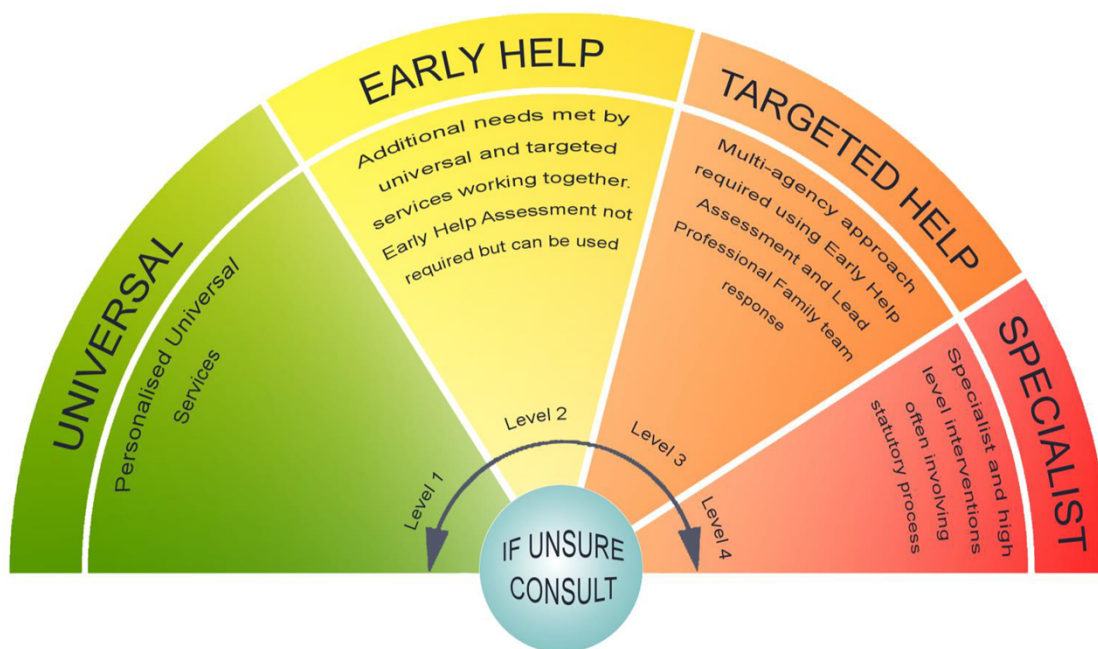 UNIVERSAL
Personalised Universal
Services
Level 1
EARLY HELP
Additional needs met by
universal and targeted
services working together.
Early Help Assessment not
required but can be used
Level 2
TARGETED HELP
Multi-agency approach
required using Early Help
Assessment and Lead
Professional Family team
response
Level 3
SPECIALIST
Specialist and high
level interventions
often involving
statutory process
Level 4
IF UNSURE
CONSULT